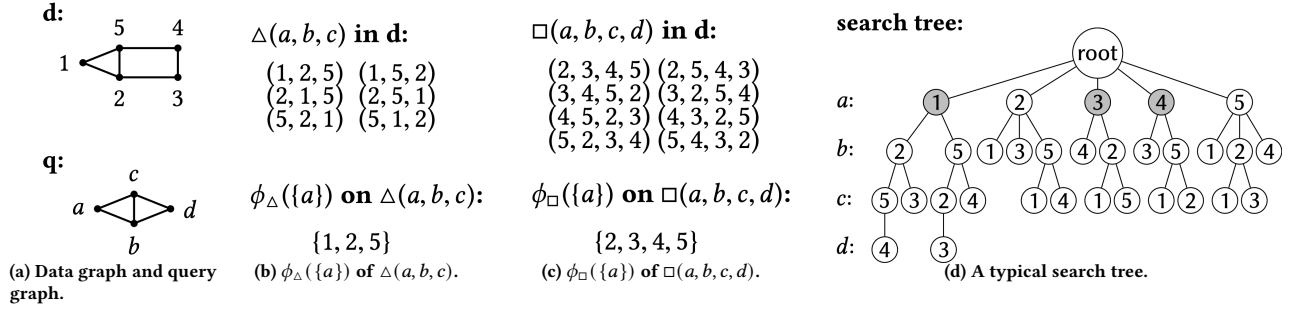 d:
5 4
1
2 3
q:
c
a d
b
(a) Data graph and query
graph.
△(a, b, c) in d:
(1, 2, 5) (1, 5, 2)
(2, 1, 5) (2, 5, 1)
(5, 2, 1) (5, 1, 2)
ϕ△({a}) on △(a, b, c):
{1, 2, 5}
(b) ϕ△({a}) of △(a, b, c).
□(a, b, c, d) in d:
(2, 3, 4, 5) (2, 5, 4, 3)
(3, 4, 5, 2) (3, 2, 5, 4)
(4, 5, 2, 3) (4, 3, 2, 5)
(5, 2, 3, 4) (5, 4, 3, 2)
ϕ□({a}) on □(a, b, c, d):
{2, 3, 4, 5}
(c) ϕ□({a}) of □(a, b, c, d).
search tree:
root
a: 1 2 3 4 5
b: 2 5 1 3 5 4 2 3 5 1 2 4
c: 5 3 2 4 1 4 1 5 1 2 1 3
d: 4 3
(d) A typical search tree.